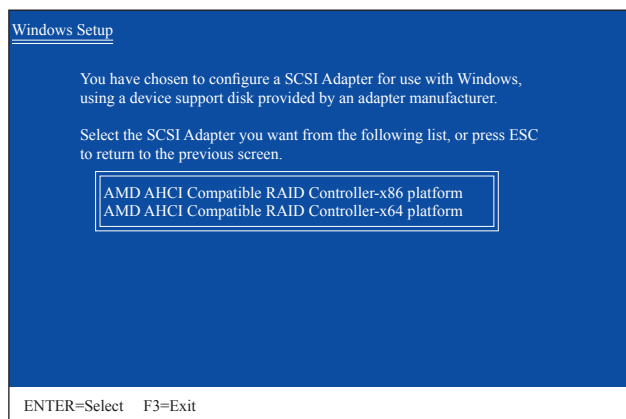 Windows Setup
You have chosen to configure a SCSI Adapter for use with Windows,
using a device support disk provided by an adapter manufacturer.
Select the SCSI Adapter you want from the following list, or press ESC
to return to the previous screen.
AMD AHCI Compatible RAID Controller-x86 platform
AMD AHCI Compatible RAID Controller-x64 platform
ENTER=Select F3=Exit